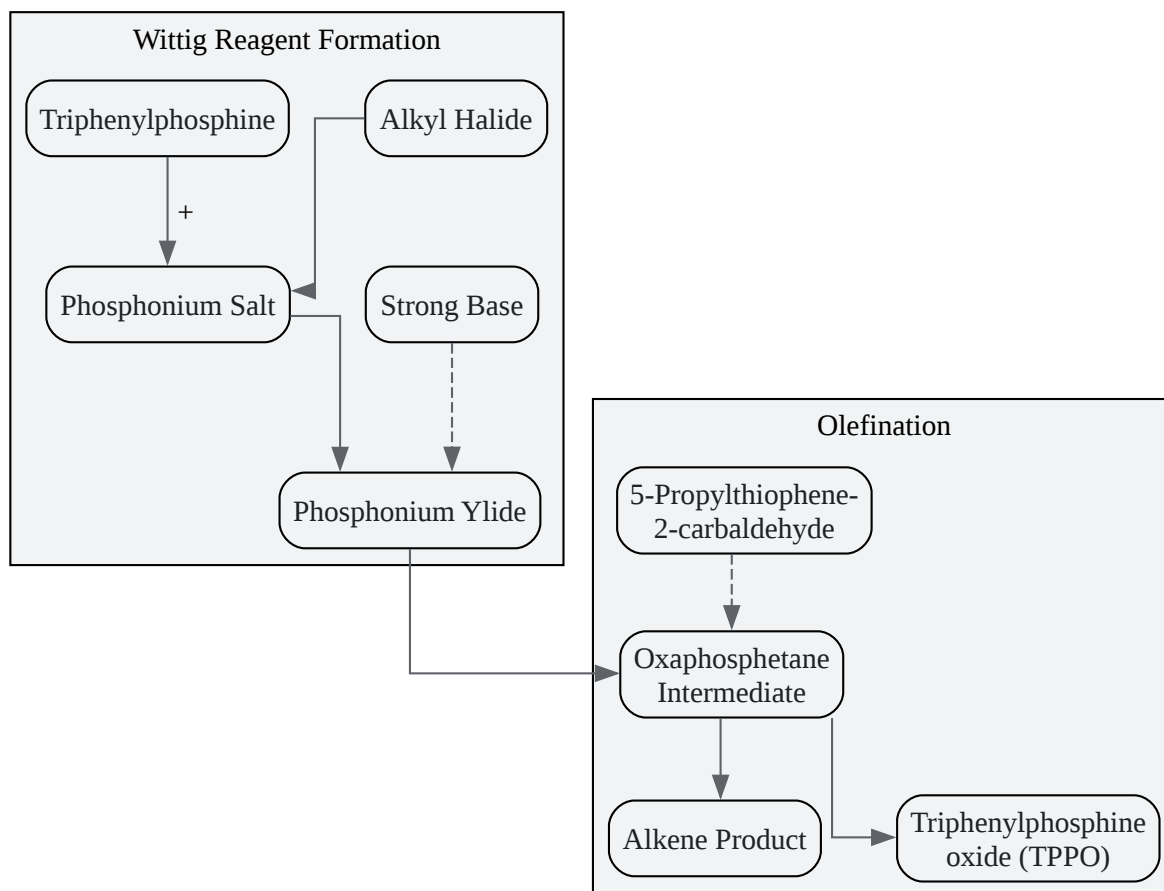 Wittig Reagent Formation
Triphenylphosphine
Alkyl Halide
+
Phosphonium Salt
Strong Base
Phosphonium Ylide
Olefination
5-Propylthiophene-
2-carbaldehyde
Oxaphosphetane
Intermediate
Alkene Product
Triphenylphosphine
oxide (TPPO)